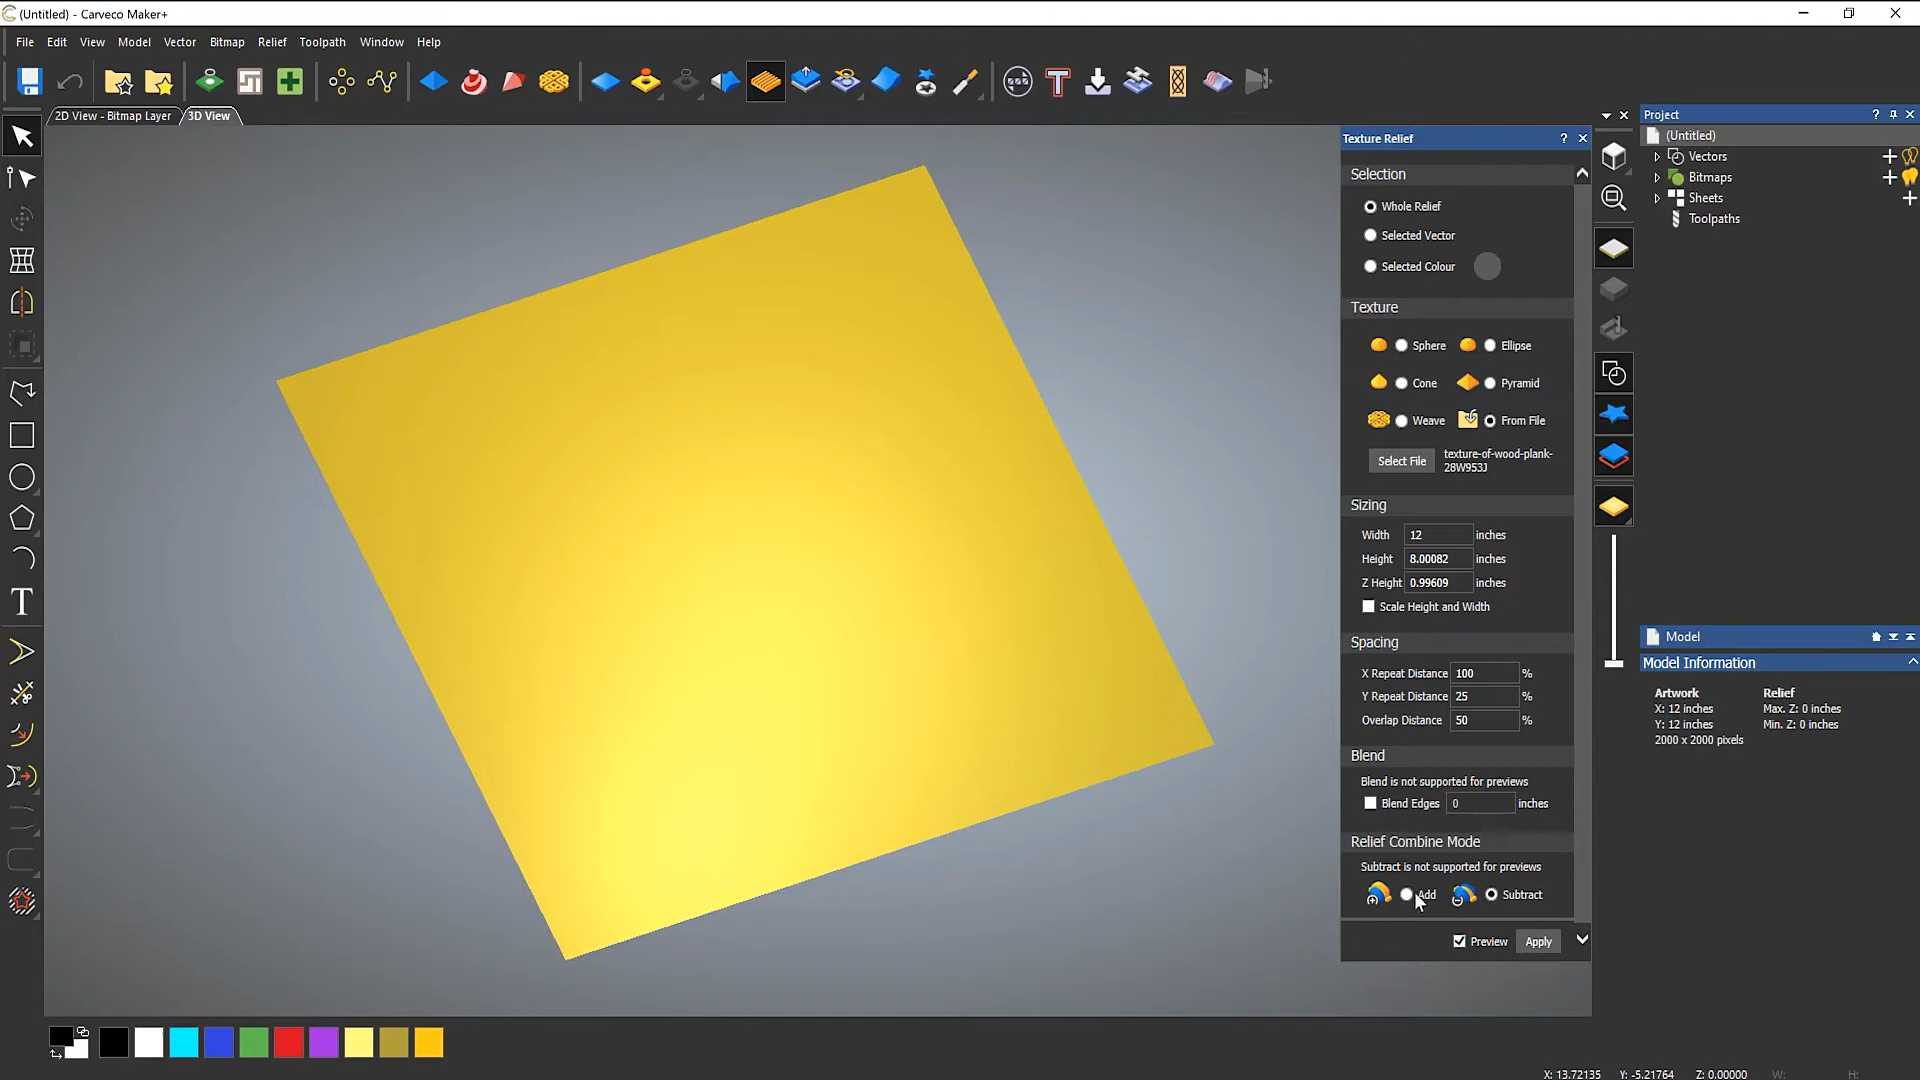 (Untitled) - Carveco Maker+
File Edit View Model Vector Bitmap Relief Toolpath Window Help
2D View - Bitmap Layer 3D View
Texture Relief ?
Selection
Whole Relief
Selected Vector
Selected Colour
Texture
Sphere Ellipse
Cone Pyramid
Weave From File
Select File texture-of-wood-plank-
28W953J
Sizing
Width 12 inches
Height 8.00082 inches
Z Height 0.99609 inches
Scale Height and Width
Spacing
X Repeat Distance 100 %
Y Repeat Distance 25 %
Overlap Distance 50 %
Blend
Blend is not supported for previews
Blend Edges 0 inches
Relief Combine Mode
Subtract is not supported for previews
Add Subtract
Preview Apply
Project ?
(Untitled)
Vectors
Bitmaps
Sheets
Toolpaths
Model
Model Information
Artwork Relief
X: 12 inches Max. Z: 0 inches
Y: 12 inches Min. Z: 0 inches
2000 x 2000 pixels
X: 13.72135 Y: -5.21764 Z: 0.00000 W: H: